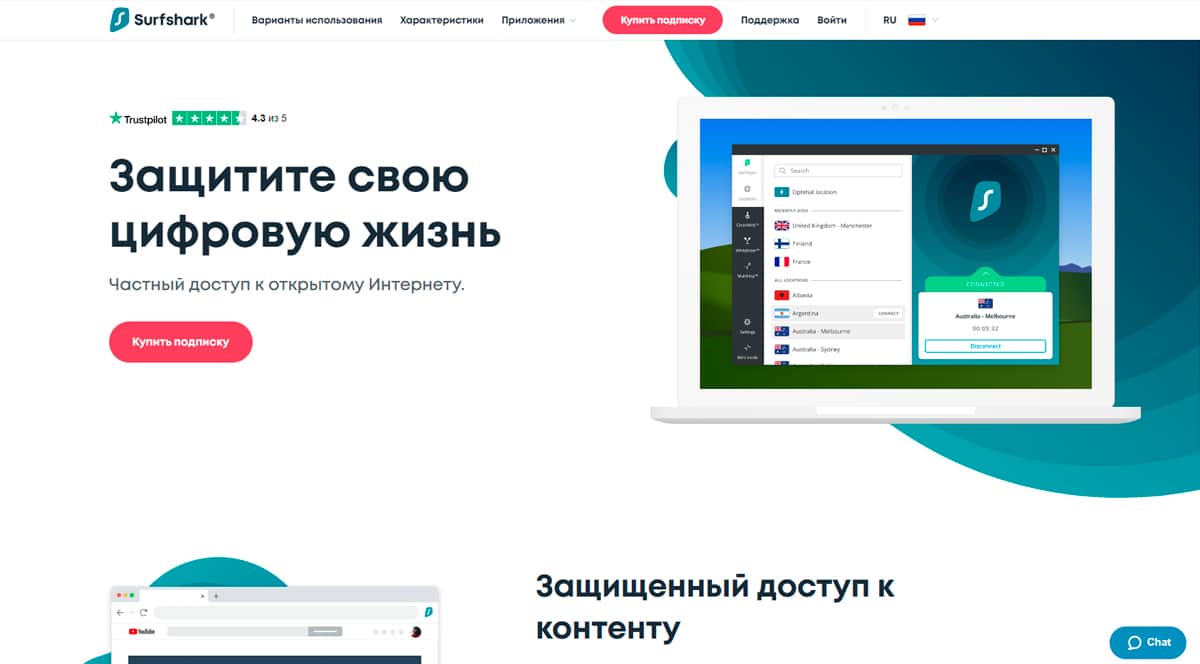 Surfshark®
Варианты использования
Характеристики
Приложения
Купить подписку
Поддержка
Войти
RU
Trustpilot 4.3 из 5
Защитите свою
цифровую жизнь
Частный доступ к открытому Интернету.
Купить подписку
Search
Optimal location
RECENTLY USED
United Kingdom - Manchester
Finland
France
ALL LOCATIONS
Albania
Argentina
CONNECT
Australia - Melbourne
Australia - Sydney
Settings
CONNECTED
Australia - Melbourne
00:05:32
Disconnect
YouTube
Защищенный доступ к
контенту
Chat